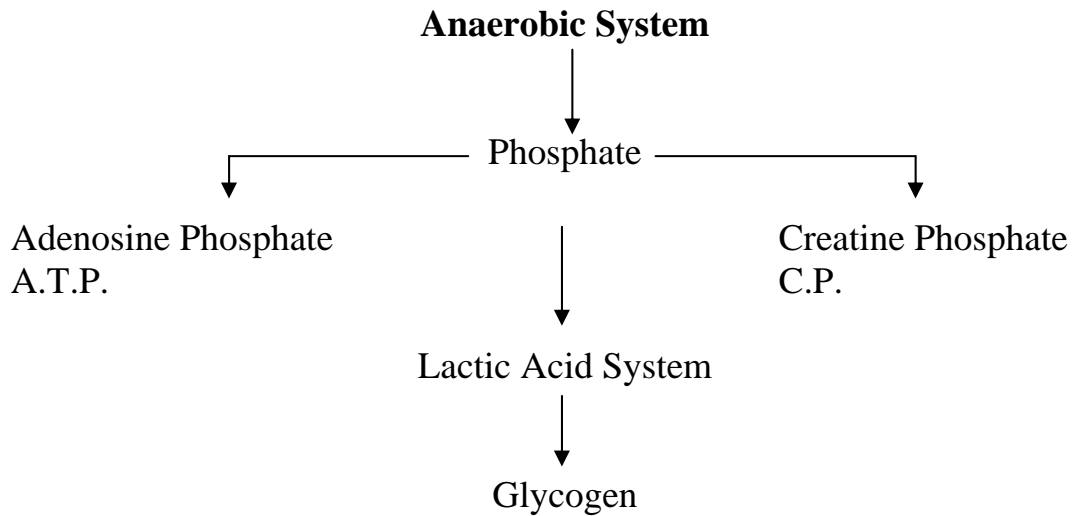 Anaerobic System
Phosphate
Adenosine Phosphate
A.T.P.
Creatine Phosphate
C.P.
Lactic Acid System
Glycogen